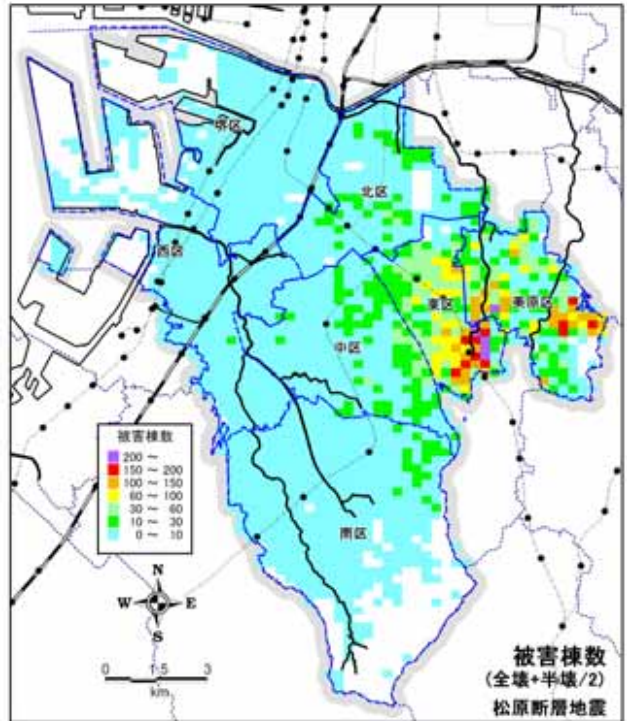 堺区
北区
西区
東区
美原区
中区
南区
被害棟数
200 ～
150 ～ 200
100 ～ 150
60 ～ 100
30 ～ 60
10 ～ 30
0 ～ 10
N
W E
S
0 1.5 3
km
被害棟数
(全壊+半壊/2)
松原断層地震